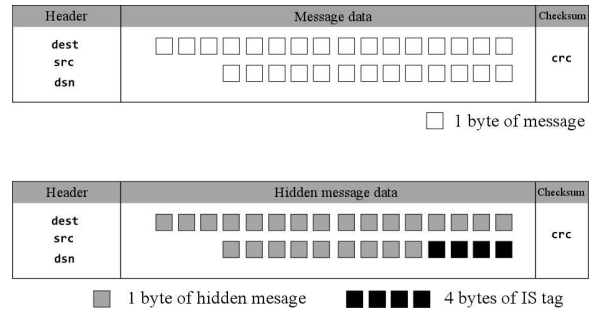 Header Message data Checksum
dest
src
dsn
crc
1 byte of message
Header Hidden message data Checksum
dest
src
dsn
crc
1 byte of hidden mesage 4 bytes of IS tag